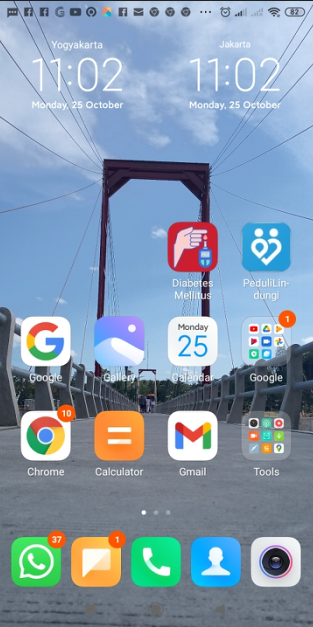 82
Yogyakarta
Jakarta
11:02
11:02
Monday, 25 October
Monday, 25 October
Diabetes
Mellitus
PeduliLin-
dungi
Monday
25
1
Google
Gallery
Calendar
Google
10
Chrome
Calculator
Gmail
Tools
37
1